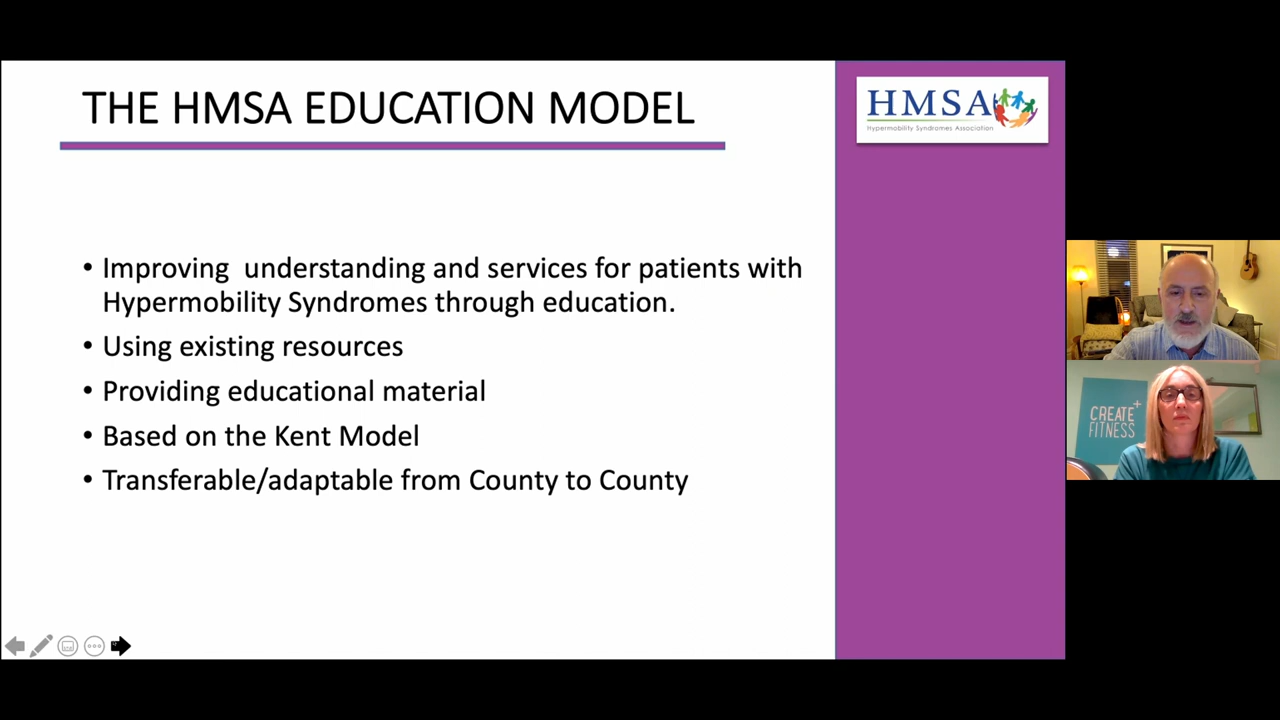 THE HMSA EDUCATION MODEL
HMSA
Hypermobility Syndromes Association
• Improving  understanding and services for patients with
Hypermobility Syndromes through education.
• Using existing resources
• Providing educational material
• Based on the Kent Model
• Transferable/adaptable from County to County
CREATE+
FITNESS